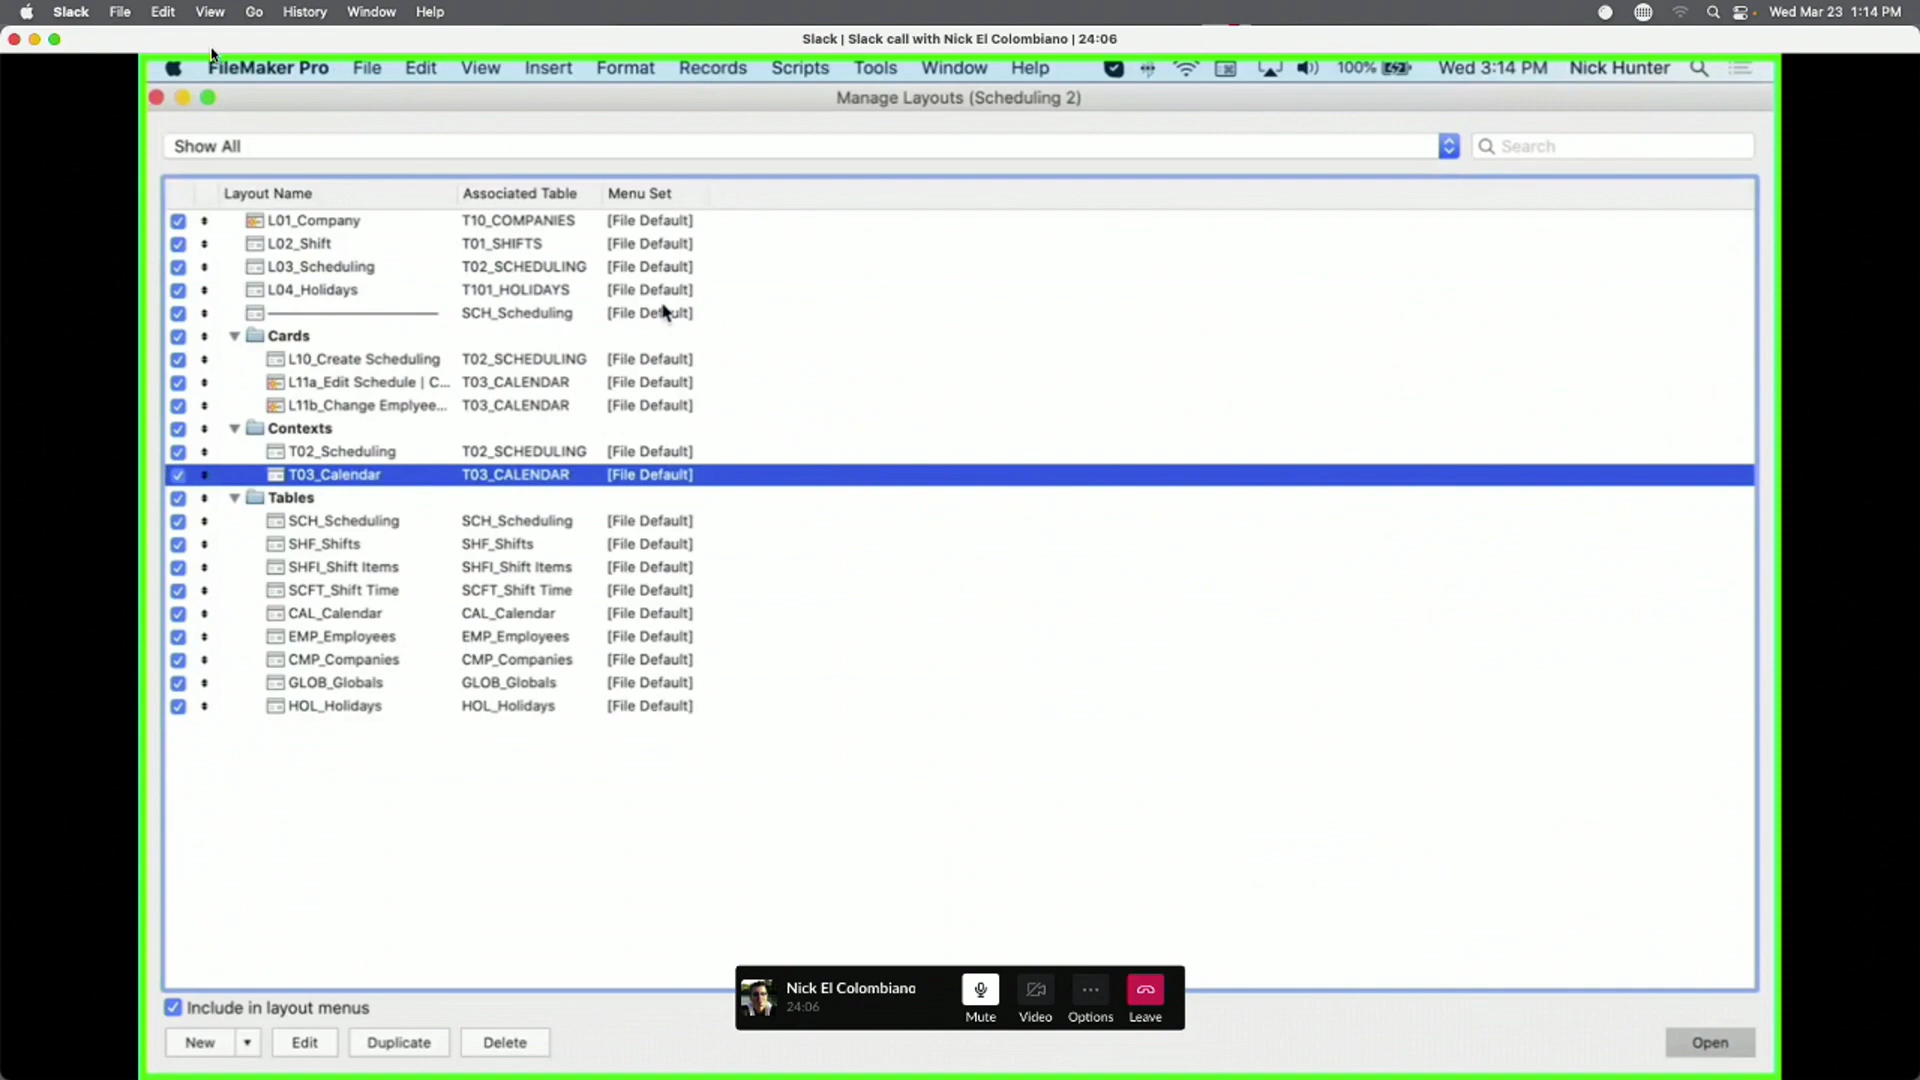 Slack File Edit View Go History Window Help Wed Mar 23 1:14 PM
Slack | Slack call with Nick El Colombiano | 24:06
FileMaker Pro File Edit View Insert Format Records Scripts Tools Window Help 100% Wed 3:14 PM Nick Hunter
Manage Layouts (Scheduling 2)
Show All Search
Layout Name Associated Table Menu Set
L01_Company T10_COMPANIES [File Default]
L02_Shift T01_SHIFTS [File Default]
L03_Scheduling T02_SCHEDULING [File Default]
L04_Holidays T101_HOLIDAYS [File Default]
SCH_Scheduling [File Default]
Cards
L10_Create Scheduling T02_SCHEDULING [File Default]
L11a_Edit Schedule | C... T03_CALENDAR [File Default]
L11b_Change Emplyee... T03_CALENDAR [File Default]
Contexts
T02_Scheduling T02_SCHEDULING [File Default]
T03_Calendar T03_CALENDAR [File Default]
Tables
SCH_Scheduling SCH_Scheduling [File Default]
SHF_Shifts SHF_Shifts [File Default]
SHFI_Shift Items SHFI_Shift Items [File Default]
SCFT_Shift Time SCFT_Shift Time [File Default]
CAL_Calendar CAL_Calendar [File Default]
EMP_Employees EMP_Employees [File Default]
CMP_Companies CMP_Companies [File Default]
GLOB_Globals GLOB_Globals [File Default]
HOL_Holidays HOL_Holidays [File Default]
Nick El Colombiano
24:06
Mute Video Options Leave
Include in layout menus
New Edit Duplicate Delete Open